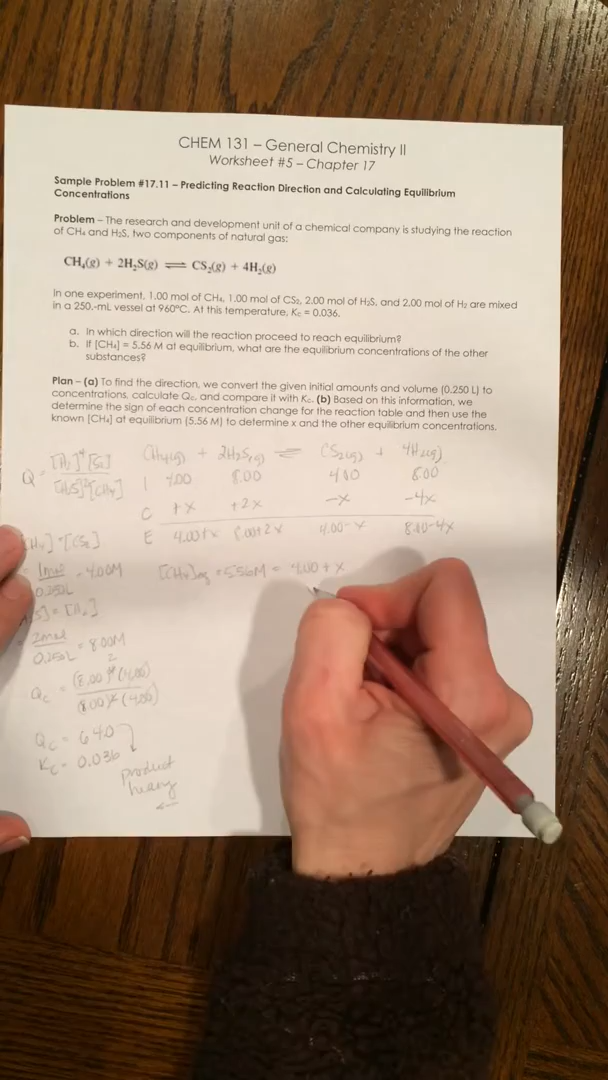 CHEM 131 – General Chemistry II
Worksheet #5 – Chapter 17
Sample Problem #17.11 – Predicting Reaction Direction and Calculating Equilibrium
Concentrations
Problem – The research and development unit of a chemical company is studying the reaction
of CH₄ and H₂S, two components of natural gas:
CH₄(g) + 2H₂S(g) ⇌ CS₂(g) + 4H₂(g)
In one experiment, 1.00 mol of CH₄, 1.00 mol of CS₂, 2.00 mol of H₂S, and 2.00 mol of H₂ are mixed
in a 250.-mL vessel at 960°C. At this temperature, Kc = 0.036.
a. In which direction will the reaction proceed to reach equilibrium?
b. If [CH₄] = 5.56 M at equilibrium, what are the equilibrium concentrations of the other
substances?
Plan – (a) To find the direction, we convert the given initial amounts and volume (0.250 L) to
concentrations, calculate Qc, and compare it with Kc. (b) Based on this information, we
determine the sign of each concentration change for the reaction table and then use the
known [CH₄] at equilibrium (5.56 M) to determine x and the other equilibrium concentrations.
CH₄(g) + 2H₂S(g) ⇌ CS₂(g) + 4H₂(g)
I 4.00 8.00 4.00 8.00
C +x +2x -x -4x
E 4.00+x 8.00+2x 4.00-x 8.00-4x
[CH₄]eq = 5.56M = 4.00 + x
Q =
[CS₂]
1mol = 4.00M
0.250L
= [H₂]
2mol = 8.00M
0.250L
Qc =
Qc = 640
Kc = 0.036
product
heavy
←